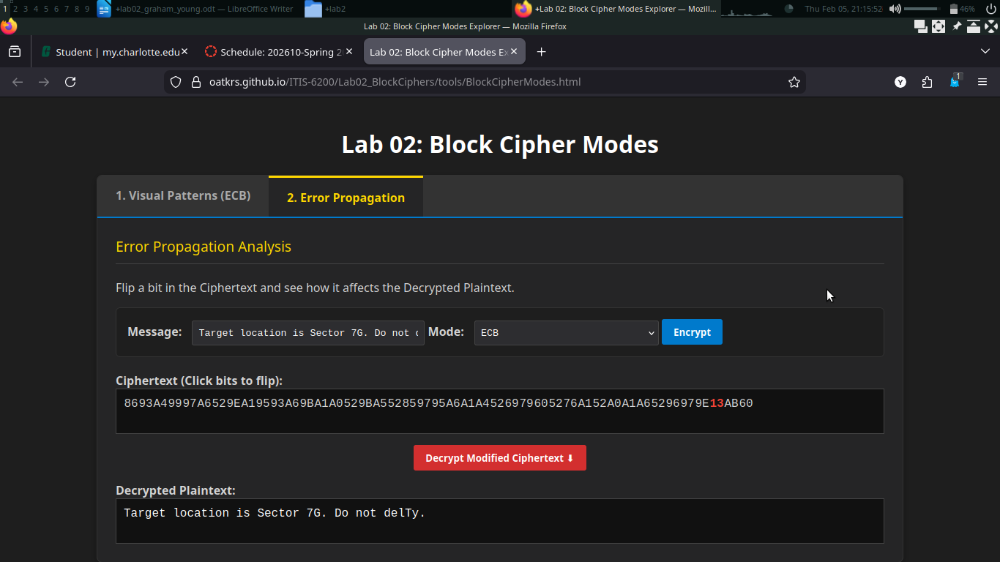 1 2 3 4 5 6 7 8 9 +lab02_graham_young.odt — LibreOffice Writer +lab2 +Lab 02: Block Cipher Modes Explorer — Mozill... Thu Feb 05, 21:15:52 46%
Lab 02: Block Cipher Modes Explorer — Mozilla Firefox
Student | my.charlotte.edu Schedule: 202610-Spring 2 Lab 02: Block Cipher Modes Ex
oatkrs.github.io/ITIS-6200/Lab02_BlockCiphers/tools/BlockCipherModes.html Y 1
Lab 02: Block Cipher Modes
1. Visual Patterns (ECB) 2. Error Propagation
Error Propagation Analysis
Flip a bit in the Ciphertext and see how it affects the Decrypted Plaintext.
Message: Target location is Sector 7G. Do not d Mode: ECB Encrypt
Ciphertext (Click bits to flip):
8693A49997A6529EA19593A69BA1A0529BA552859795A6A1A4526979605276A152A0A1A65296979E13AB60
Decrypt Modified Ciphertext ⬇
Decrypted Plaintext:
Target location is Sector 7G. Do not delTy.